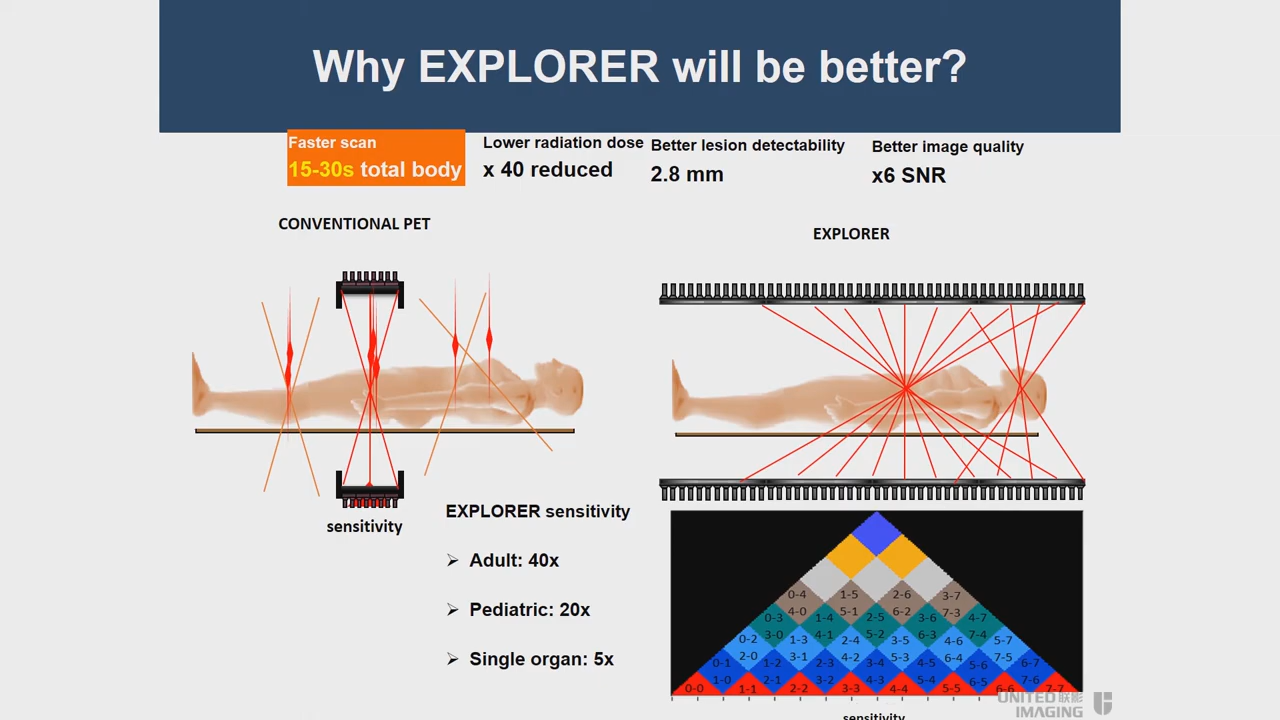 Why EXPLORER will be better?
Faster scan
15-30s total body
Lower radiation dose
x 40 reduced
Better lesion detectability
2.8 mm
Better image quality
x6 SNR
CONVENTIONAL PET
EXPLORER
sensitivity
EXPLORER sensitivity
➢ Adult: 40x
➢ Pediatric: 20x
➢ Single organ: 5x
0-4 1-5 2-6 3-7
4-0 5-1 6-2 7-3
0-3 1-4 2-5 3-6 4-7
3-0 4-1 5-2 6-3 7-4
0-2 1-3 2-4 3-5 4-6 5-7
2-0 3-1 4-2 5-3 6-4 7-5
0-1 1-2 2-3 3-4 4-5 5-6 6-7
1-0 2-1 3-2 4-3 5-4 6-5 7-6
0-0 1-1 2-2 3-3 4-4 5-5 6-6 7-7
sensitivity
UNITED 联影
IMAGING